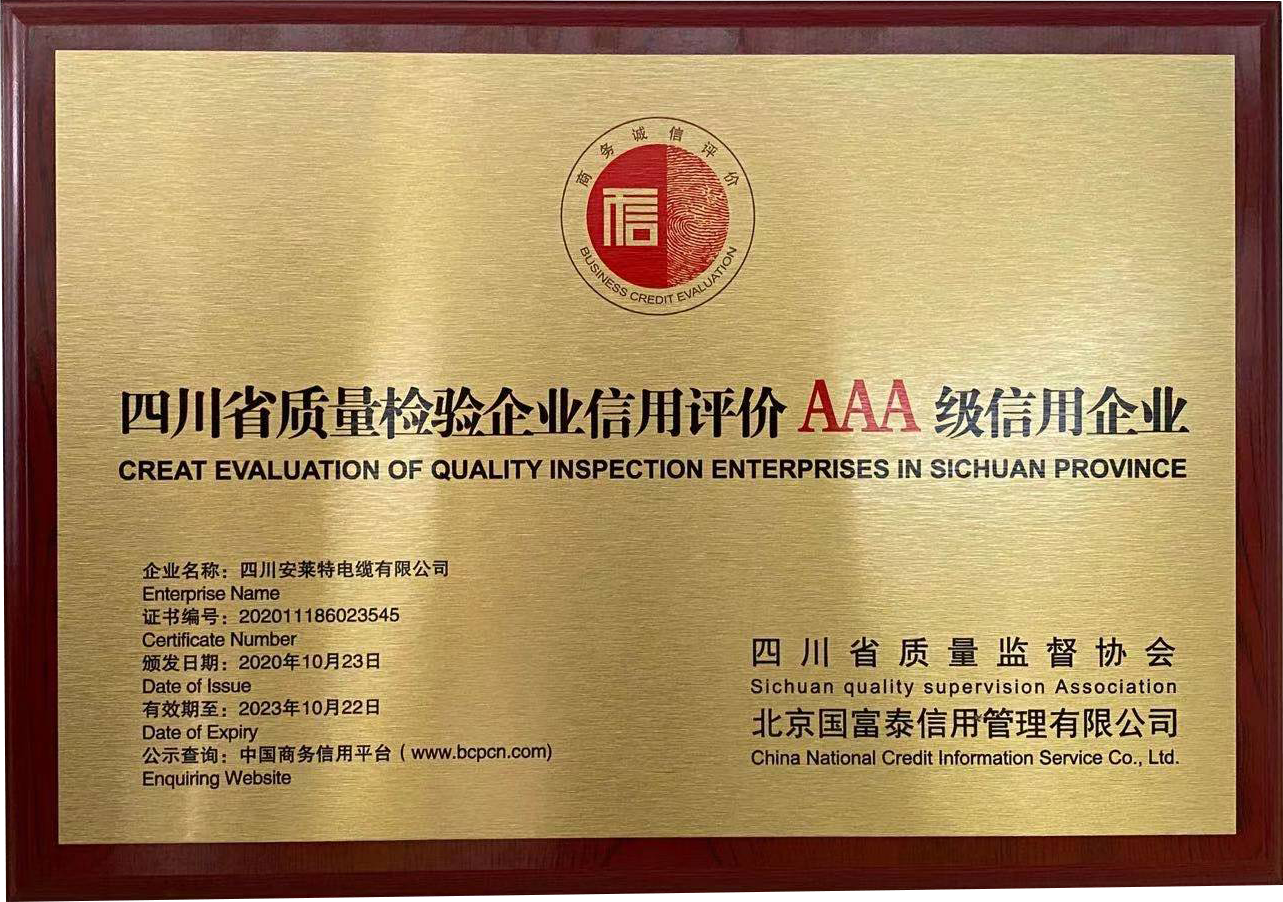 商务诚信评价
信
BUSINESS CREDIT EVALUATION
四川省质量检验企业信用评价 AAA 级信用企业
CREAT EVALUATION OF QUALITY INSPECTION ENTERPRISES IN SICHUAN PROVINCE
企业名称：四川安莱特电缆有限公司
Enterprise Name
证书编号：202011186023545
Certificate Number
颁发日期：2020年10月23日
Date of Issue
有效期至：2023年10月22日
Date of Expiry
公示查询：中国商务信用平台（www.bcpcn.com)
Enquiring Website
四川省质量监督协会
Sichuan quality supervision Association
北京国富泰信用管理有限公司
China National Credit Information Service Co., Ltd.